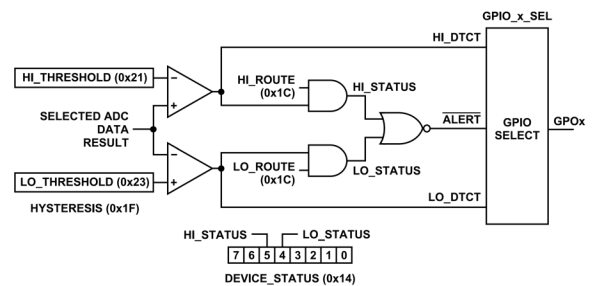 GPIO_x_SEL
HI_DTCT
HI_THRESHOLD (0x21)
−
+
HI_ROUTE
(0x1C)
HI_STATUS
SELECTED ADC
DATA
RESULT
ALERT
GPIO
SELECT
GPOx
−
+
LO_THRESHOLD (0x23)
LO_ROUTE
(0x1C)
LO_STATUS
HYSTERESIS (0x1F)
LO_DTCT
HI_STATUS
LO_STATUS
7 6 5 4 3 2 1 0
DEVICE_STATUS (0x14)